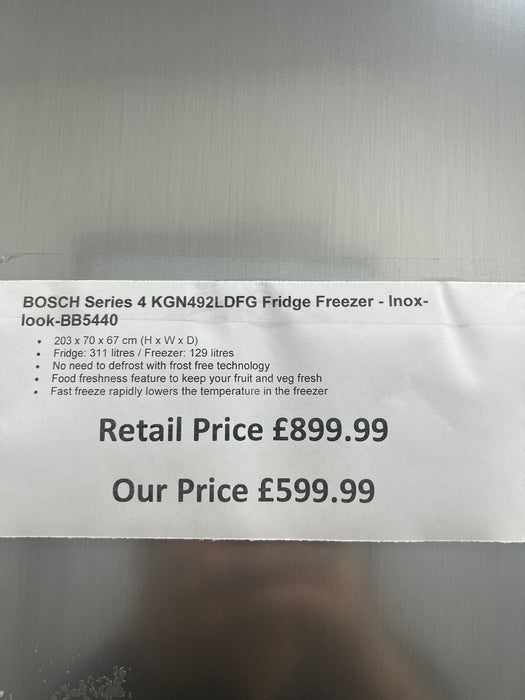 BOSCH Series 4 KGN492LDFG Fridge Freezer - Inox-
look-BB5440
• 203 x 70 x 67 cm (H x W x D)
• Fridge: 311 litres / Freezer: 129 litres
• No need to defrost with frost free technology
• Food freshness feature to keep your fruit and veg fresh
• Fast freeze rapidly lowers the temperature in the freezer
Retail Price £899.99
Our Price £599.99